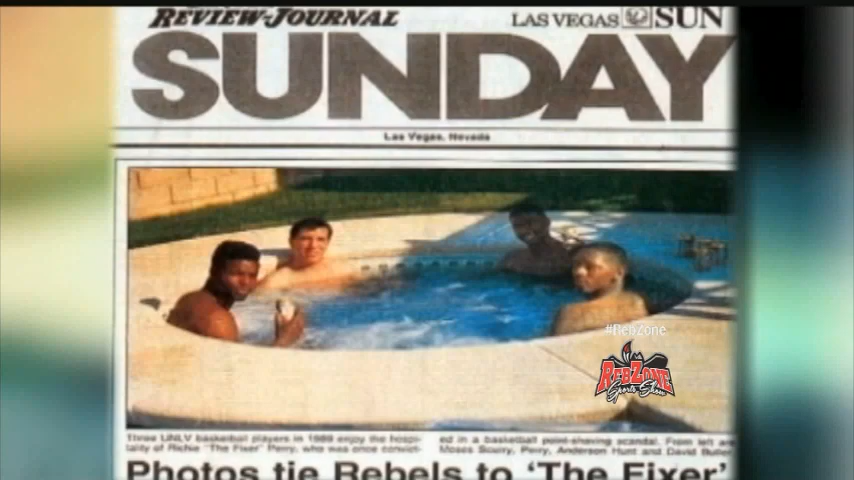 REVIEW-JOURNAL
LAS VEGAS SUN
SUNDAY
Las Vegas, Nevada
#RebZone
REBZONE
Sports Show
Three UNLV basketball players in 1989 enjoy the hospi-
tality of Richie "The Fixer" Perry, who was once convict-
ed in a basketball point-shaving scandal. From left are
Moses Scurry, Perry, Anderson Hunt and David Butler
Photos tie Rebels to 'The Fixer'